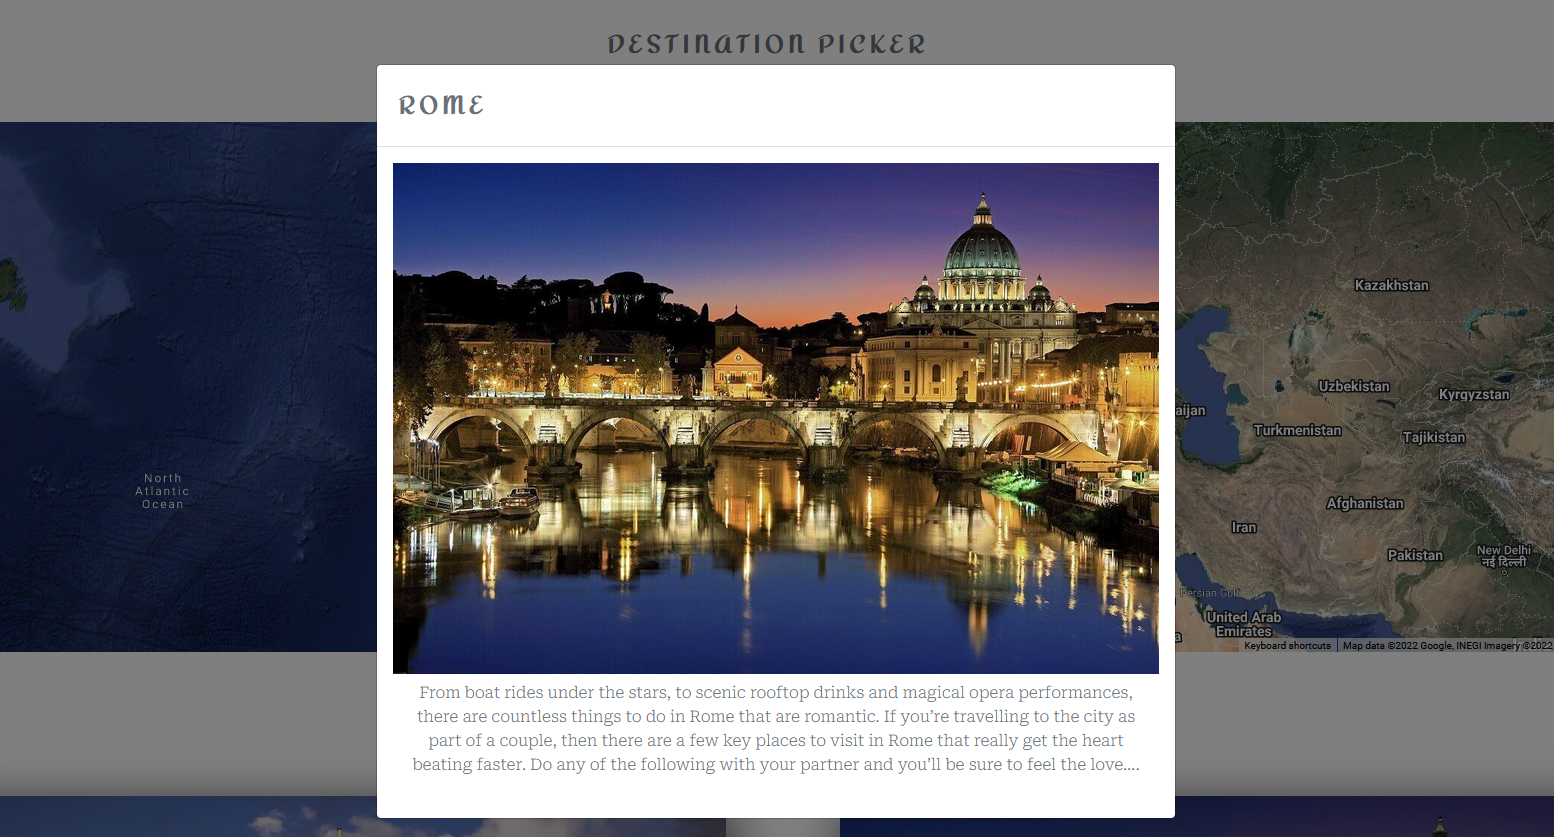 DESTINATION PICKER
ROME
From boat rides under the stars, to scenic rooftop drinks and magical opera performances,
there are countless things to do in Rome that are romantic. If you’re travelling to the city as
part of a couple, then there are a few key places to visit in Rome that really get the heart
beating faster. Do any of the following with your partner and you’ll be sure to feel the love....
North
Atlantic
Ocean
Kazakhstan
Uzbekistan
Kyrgyzstan
aijan
Turkmenistan
Tajikistan
Afghanistan
Iran
Pakistan
New Delhi
नई दिल्ली
Persian Gulf
United Arab
Emirates
a
Keyboard shortcuts
Map data ©2022 Google, INEGI Imagery ©2022